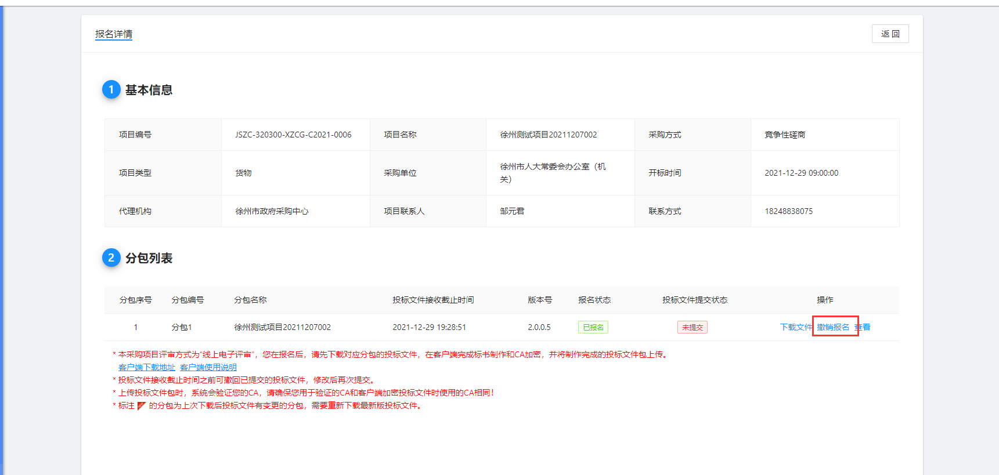 报名详情
返 回
1 基本信息
项目编号 JSZC-320300-XZCG-C2021-0006 项目名称 徐州测试项目20211207002 采购方式 竞争性磋商
项目类型 货物 采购单位 徐州市人大常委会办公室（机关） 开标时间 2021-12-29 09:00:00
代理机构 徐州市政府采购中心 项目联系人 邹元君 联系方式 18248838075
2 分包列表
分包序号 分包编号 分包名称 投标文件接收截止时间 版本号 报名状态 投标文件提交状态 操作
1 分包1 徐州测试项目20211207002 2021-12-29 19:28:51 2.0.0.5 已报名 未提交 下载文件 撤销报名 查看
* 本采购项目评审方式为“线上电子评审”，您在报名后，请先下载对应分包的投标文件，在客户端完成标书制作和CA加密，并将制作完成的投标文件包上传。
客户端下载地址 客户端使用说明
* 投标文件接收截止时间之前可撤回已提交的投标文件，修改后再次提交。
* 上传投标文件包时，系统会验证您的CA，请确保您用于验证的CA和客户端加密投标文件时使用的CA相同！
* 标注 的分包为上次下载后投标文件有变更的分包，需要重新下载最新版投标文件。